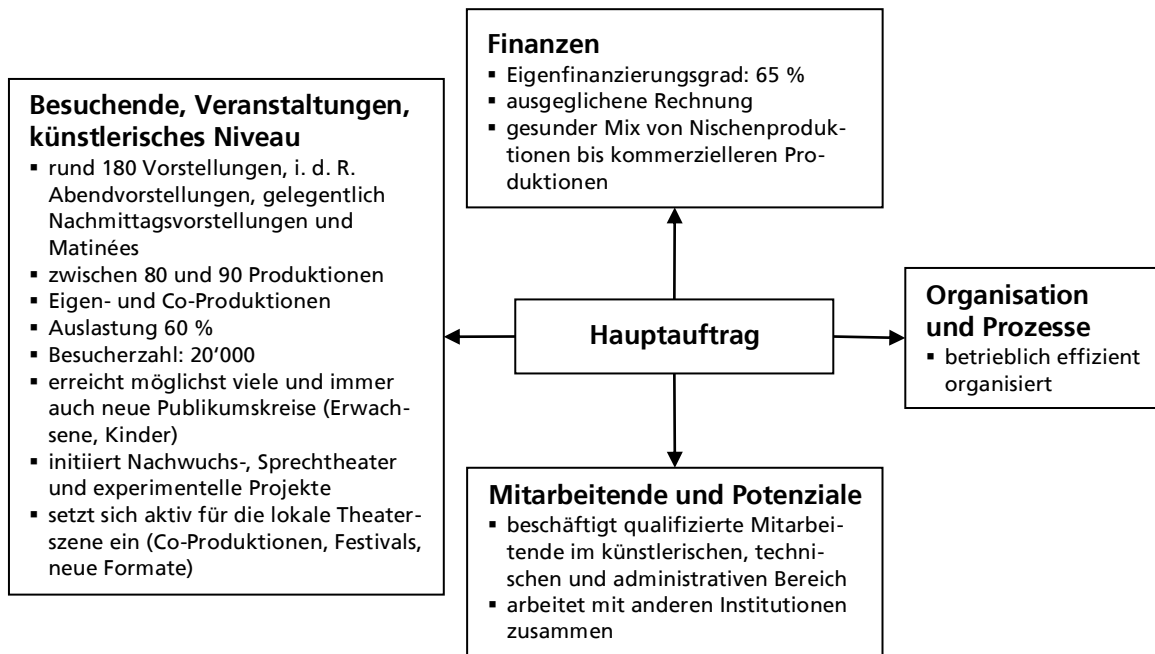 Finanzen
▪ Eigenfinanzierungsgrad: 65 %
▪ ausgeglichene Rechnung
▪ gesunder Mix von Nischenproduk-
tionen bis kommerzielleren Pro-
duktionen
Besuchende, Veranstaltungen,
künstlerisches Niveau
▪ rund 180 Vorstellungen, i. d. R.
Abendvorstellungen, gelegentlich
Nachmittagsvorstellungen und
Matinées
▪ zwischen 80 und 90 Produktionen
▪ Eigen- und Co-Produktionen
▪ Auslastung 60 %
▪ Besucherzahl: 20‘000
▪ erreicht möglichst viele und immer
auch neue Publikumskreise (Erwach-
sene, Kinder)
▪ initiiert Nachwuchs-, Sprechtheater
und experimentelle Projekte
▪ setzt sich aktiv für die lokale Theater-
szene ein (Co-Produktionen, Festivals,
neue Formate)
Hauptauftrag
Organisation
und Prozesse
▪ betrieblich effizient
organisiert
Mitarbeitende und Potenziale
▪ beschäftigt qualifizierte Mitarbei-
tende im künstlerischen, techni-
schen und administrativen Bereich
▪ arbeitet mit anderen Institutionen
zusammen